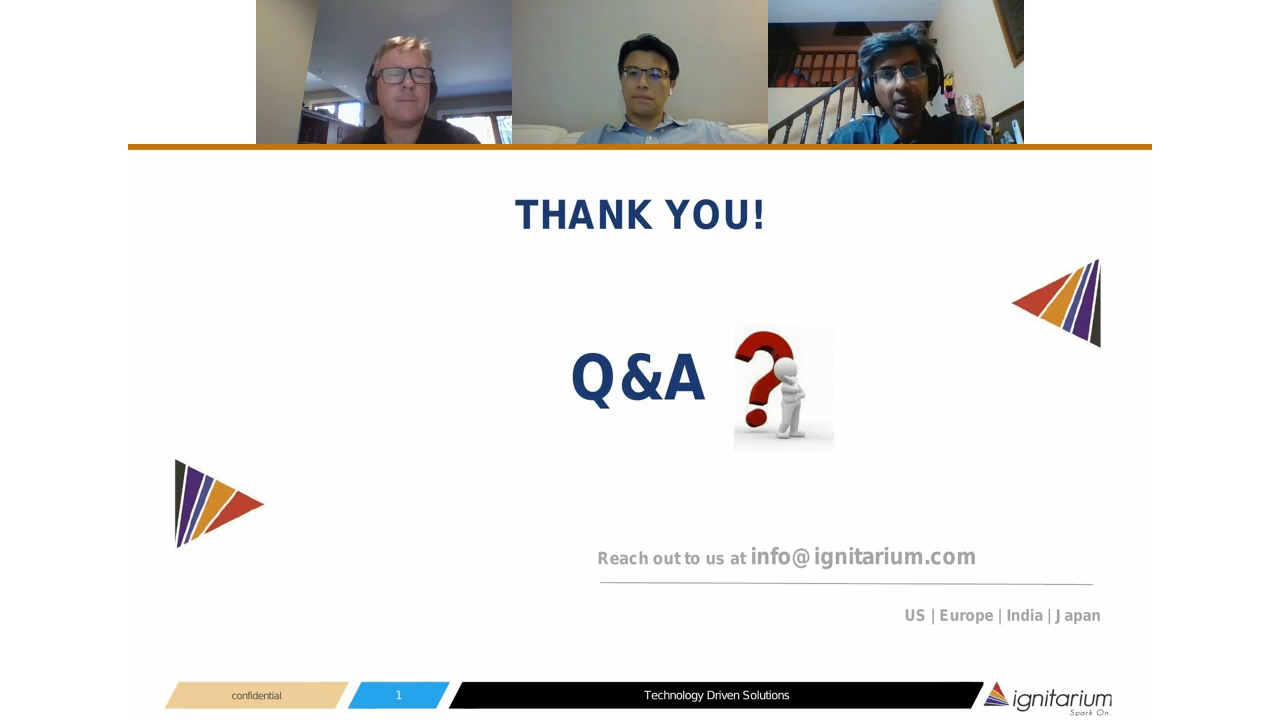 THANK YOU!
Q&A
Reach out to us at info@ignitarium.com
US | Europe | India | Japan
confidential
1
Technology Driven Solutions
ignitarium
Spark On.